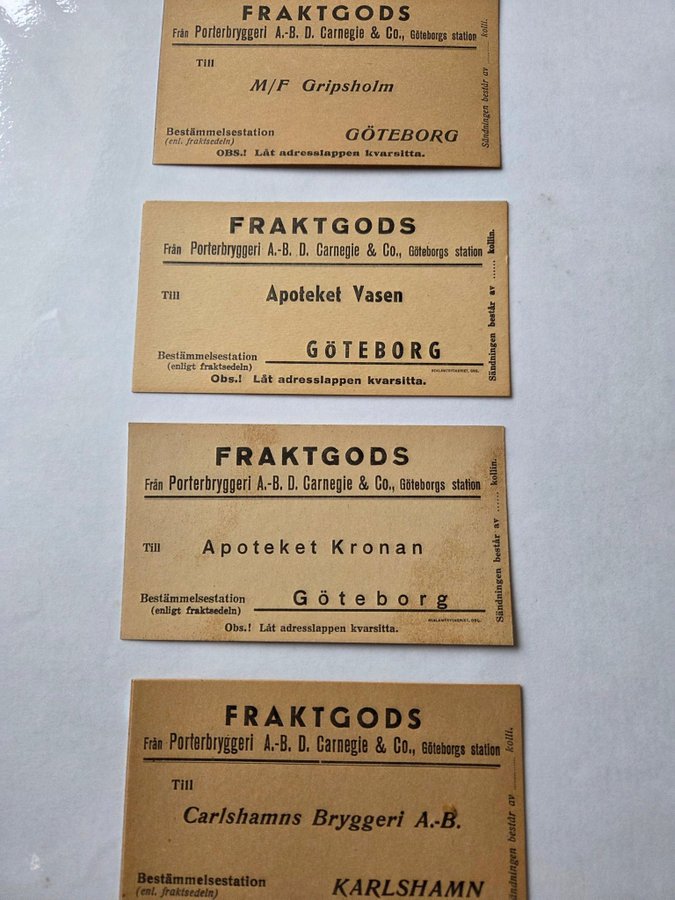 FRAKTGODS
Från Porterbryggeri A.-B. D. Carnegie & Co., Göteborgs station
Till
M/F Gripsholm
Bestämmelsestation
(enl. fraktsedeln)
GÖTEBORG
OBS.! Låt adresslappen kvarsitta.
Sändningen består av ...... kolli.
FRAKTGODS
Från Porterbryggeri A.-B. D. Carnegie & Co., Göteborgs station
Till
Apoteket Vasen
Bestämmelsestation
(enligt fraktsedeln)
GÖTEBORG
Obs.! Låt adresslappen kvarsitta.
Sändningen består av ...... kollin.
FRAKTGODS
Från Porterbryggeri A.-B. D. Carnegie & Co., Göteborgs station
Till
Apoteket Kronan
Bestämmelsestation
(enligt fraktsedeln)
Göteborg
Obs.! Låt adresslappen kvarsitta.
Sändningen består av ...... kollin.
FRAKTGODS
Från Porterbryggeri A.-B. D. Carnegie & Co., Göteborgs station
Till
Carlshamns Bryggeri A.-B.
Bestämmelsestation
(enl. fraktsedeln)
KARLSHAMN
ändningen består av ...... kolli.